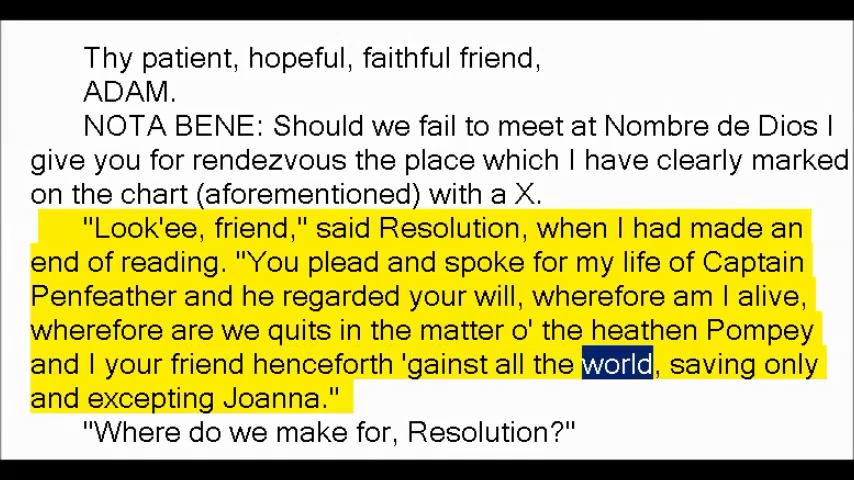 Thy patient, hopeful, faithful friend,
ADAM.
NOTA BENE: Should we fail to meet at Nombre de Dios I
give you for rendezvous the place which I have clearly marked
on the chart (aforementioned) with a X.
"Look'ee, friend," said Resolution, when I had made an
end of reading. "You plead and spoke for my life of Captain
Penfeather and he regarded your will, wherefore am I alive,
wherefore are we quits in the matter o' the heathen Pompey
and I your friend henceforth 'gainst all the world, saving only
and excepting Joanna."
"Where do we make for, Resolution?"